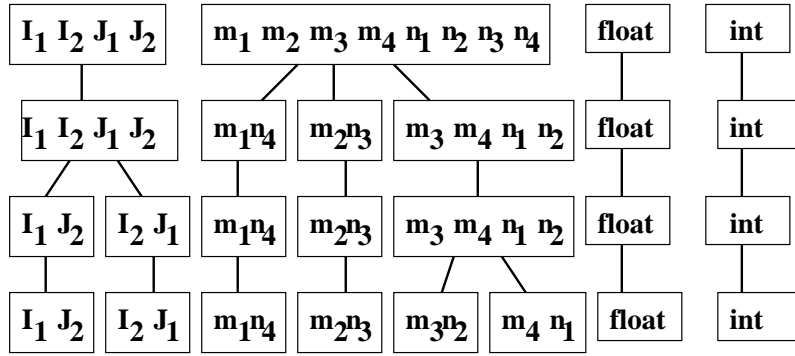 I1 I2 J1 J2 m1 m2 m3 m4 n1 n2 n3 n4 float int
I1 I2 J1 J2 m1n4 m2n3 m3 m4 n1 n2 float int
I1 J2 I2 J1 m1n4 m2n3 m3 m4 n1 n2 float int
I1 J2 I2 J1 m1n4 m2n3 m3n2 m4 n1 float int